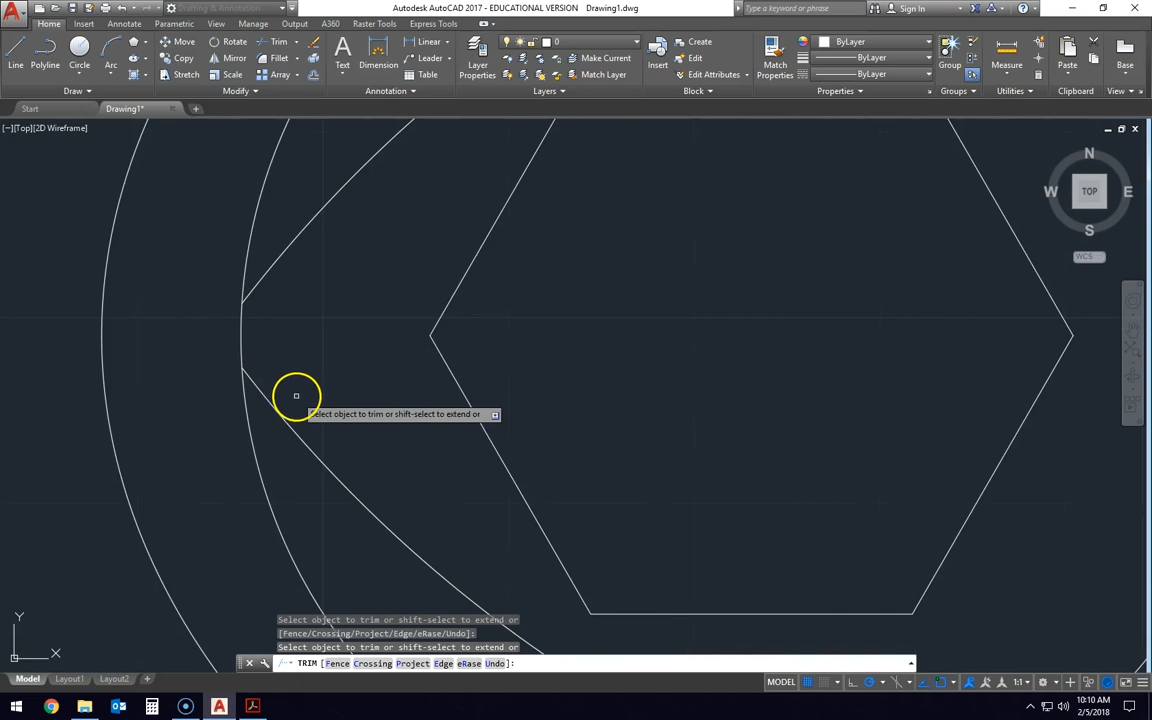 Drafting & Annotation
Autodesk AutoCAD 2017 - EDUCATIONAL VERSION Drawing1.dwg
Type a keyword or phrase
Sign In
Home Insert Annotate Parametric View Manage Output A360 Raster Tools Express Tools
Line Polyline Circle Arc
Move Rotate Trim
Copy Mirror Fillet
Stretch Scale Array
Text Dimension
Linear
Leader
Table
Layer Properties
0
Make Current
Match Layer
Insert
Create
Edit
Edit Attributes
Match Properties
ByLayer
ByLayer
ByLayer
Group
Measure
Paste
Base
Draw Modify Annotation Layers Block Properties Groups Utilities Clipboard View
Start Drawing1*
[−][Top][2D Wireframe]
N
W TOP E
S
WCS
Select object to trim or shift-select to extend or
Y
X
Select object to trim or shift-select to extend or
[Fence/Crossing/Project/Edge/eRase/Undo]:
Select object to trim or shift-select to extend or
TRIM [Fence Crossing Project Edge eRase Undo]:
Model Layout1 Layout2
MODEL
1:1
10:10 AM
2/5/2018